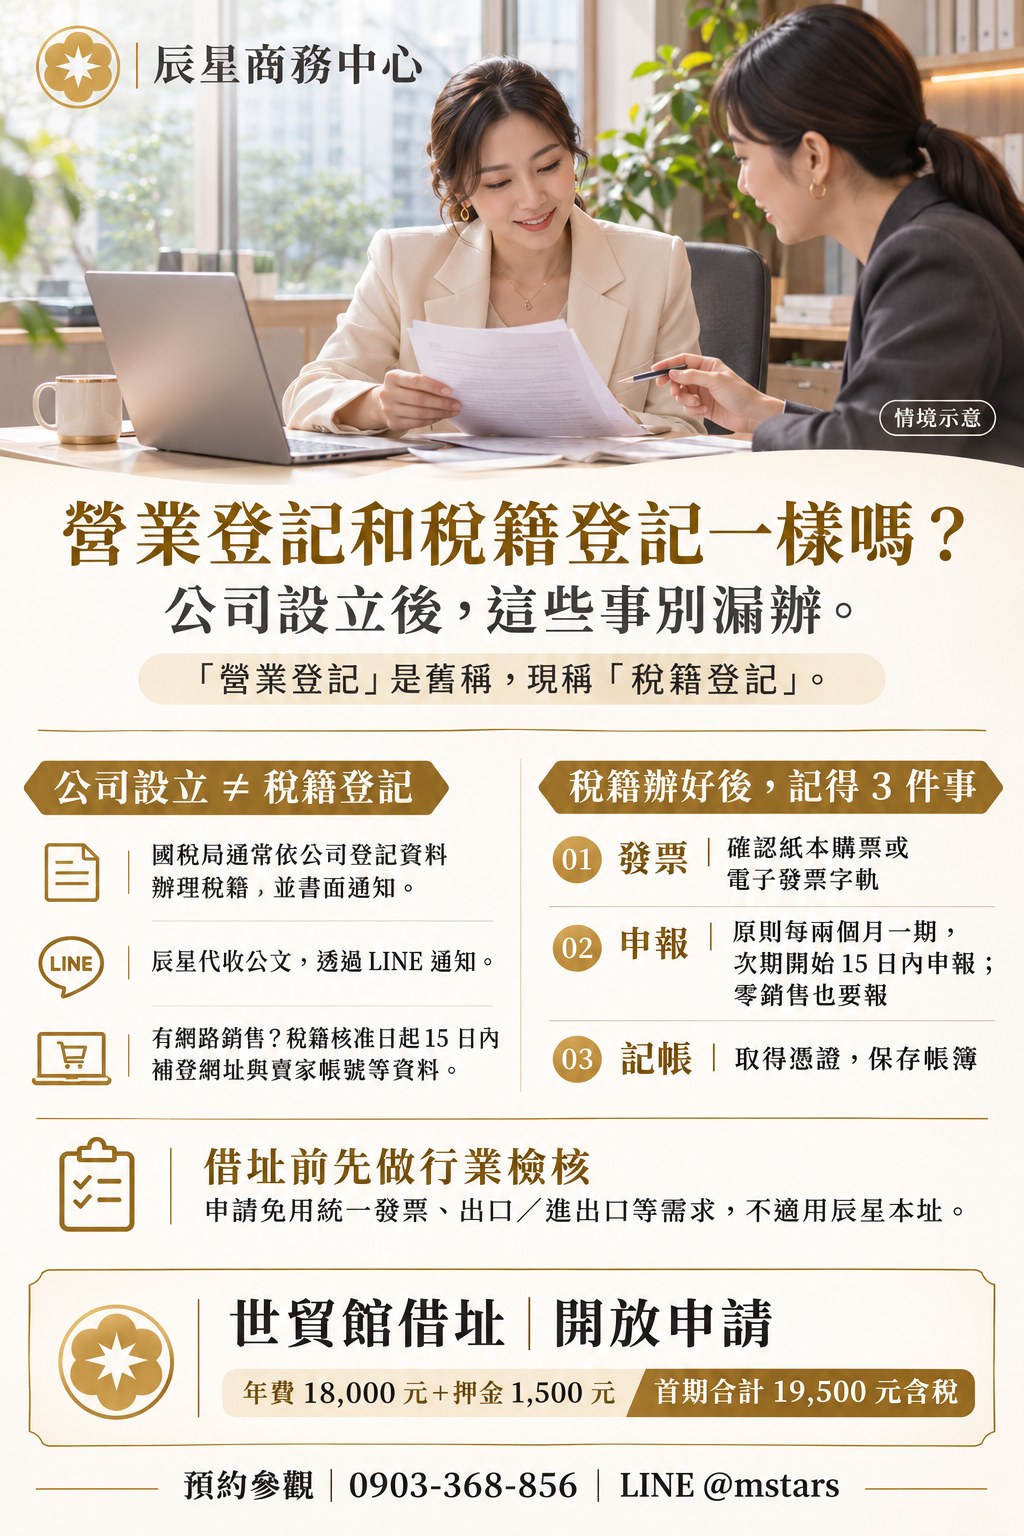 辰星商務中心
情境示意
營業登記和稅籍登記一樣嗎？
公司設立後，這些事別漏辦。
「營業登記」是舊稱，現稱「稅籍登記」。
公司設立 ≠ 稅籍登記
國稅局通常依公司登記資料
辦理稅籍，並書面通知。
LINE
辰星代收公文，透過 LINE 通知。
有網路銷售？稅籍核准日起 15 日內
補登網址與賣家帳號等資料。
稅籍辦好後，記得 3 件事
01 發票
確認紙本購票或
電子發票字軌
02 申報
原則每兩個月一期，
次期開始 15 日內申報；
零銷售也要報
03 記帳
取得憑證，保存帳簿
借址前先做行業檢核
申請免用統一發票、出口／進出口等需求，不適用辰星本址。
世貿館借址｜開放申請
年費 18,000 元＋押金 1,500 元 首期合計 19,500 元含稅
預約參觀｜0903-368-856｜LINE @mstars